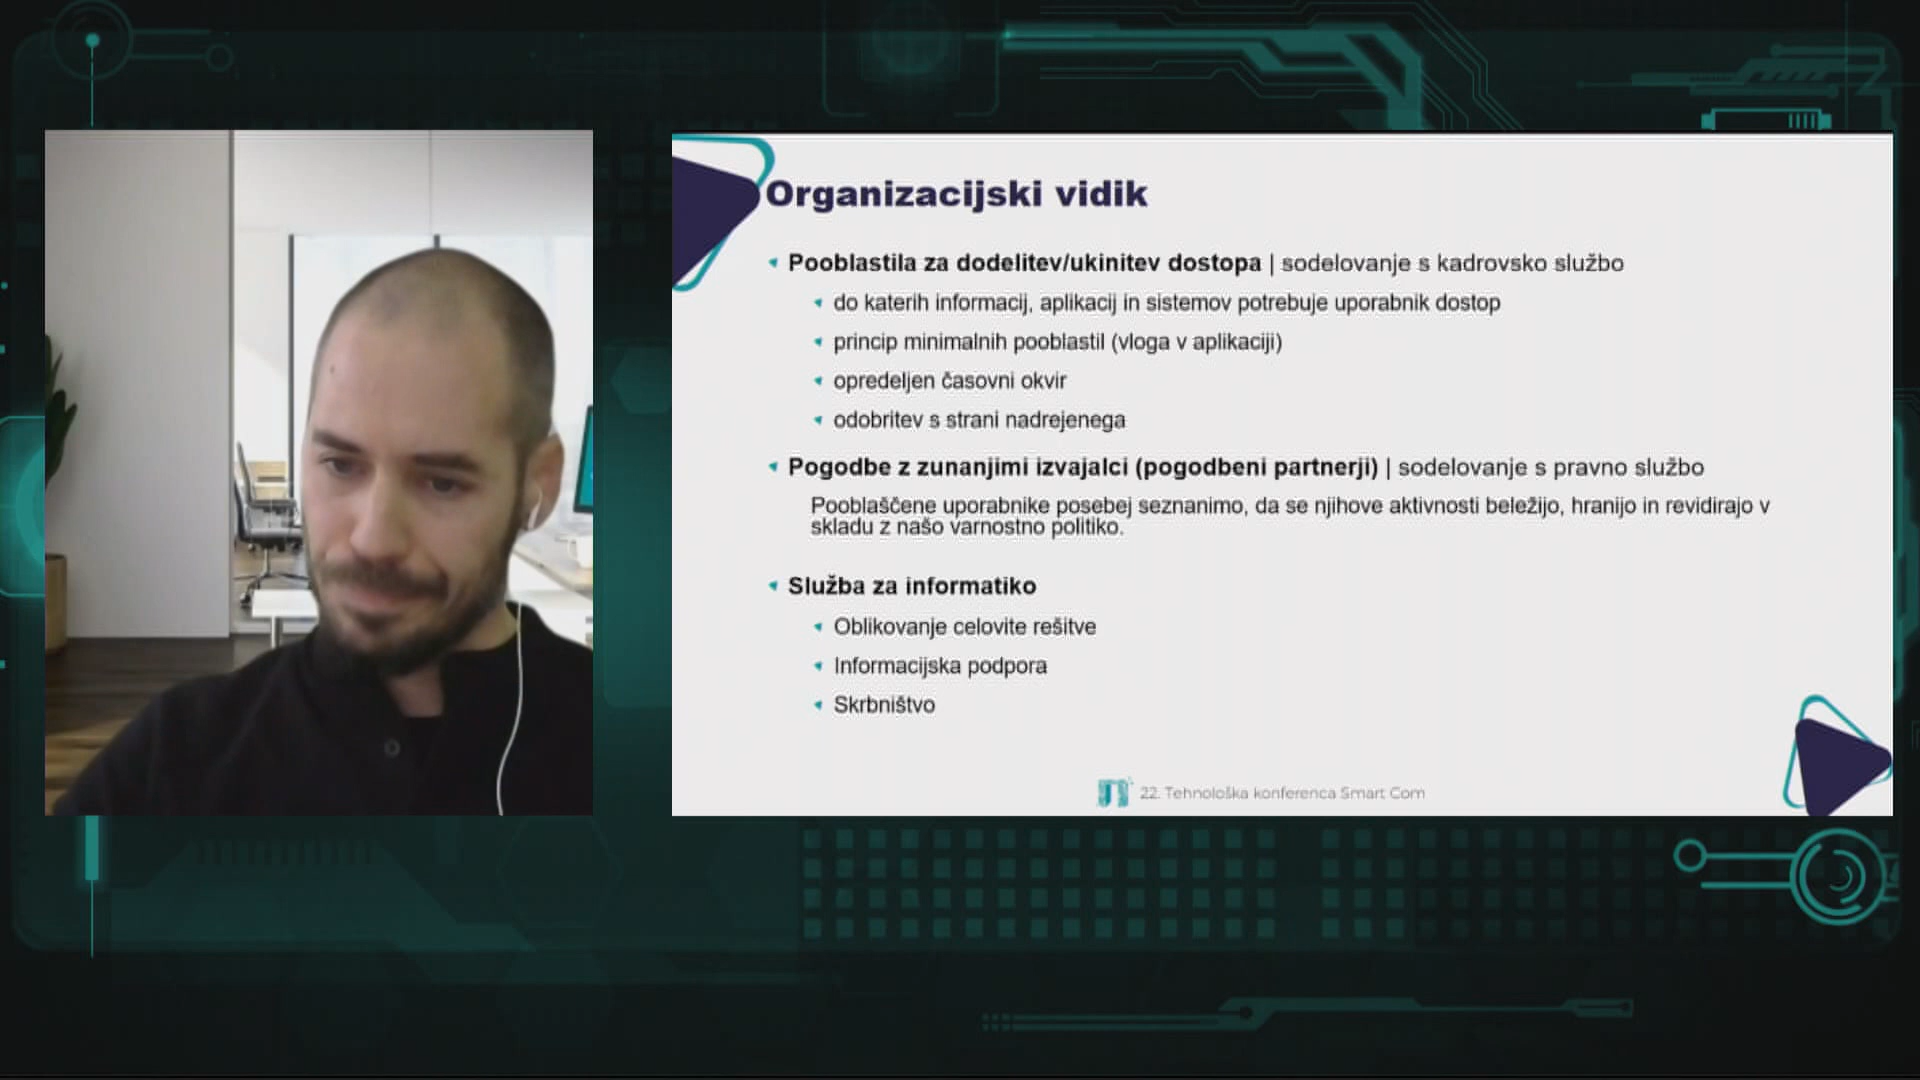 Organizacijski vidik
Pooblastila za dodelitev/ukinitev dostopa | sodelovanje s kadrovsko službo
do katerih informacij, aplikacij in sistemov potrebuje uporabnik dostop
princip minimalnih pooblastil (vloga v aplikaciji)
opredeljen časovni okvir
odobritev s strani nadrejenega
Pogodbe z zunanjimi izvajalci (pogodbeni partnerji) | sodelovanje s pravno službo
Pooblaščene uporabnike posebej seznanimo, da se njihove aktivnosti beležijo, hranijo in revidirajo v
skladu z našo varnostno politiko.
Služba za informatiko
Oblikovanje celovite rešitve
Informacijska podpora
Skrbništvo
22. Tehnološka konferenca Smart Com